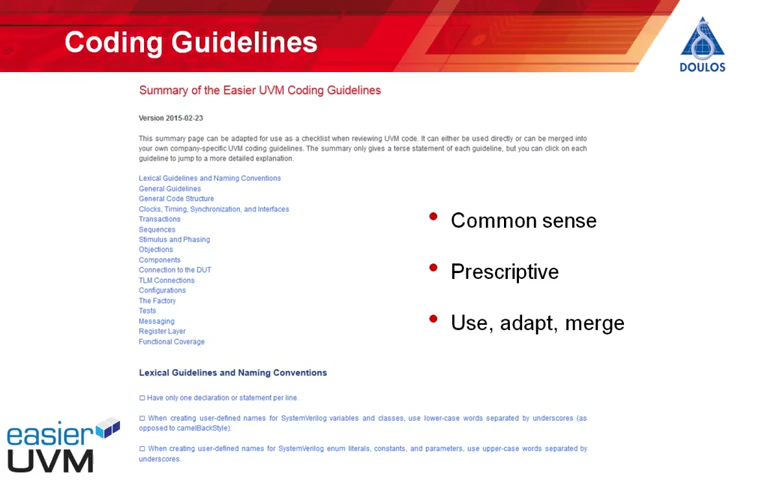 Coding Guidelines
DOULOS
Summary of the Easier UVM Coding Guidelines
Version 2015-02-23
This summary page can be adapted for use as a checklist when reviewing UVM code. It can either be used directly or can be merged into
your own company-specific UVM coding guidelines. The summary only gives a terse statement of each guideline, but you can click on each
guideline to jump to a more detailed explanation.
Lexical Guidelines and Naming Conventions
General Guidelines
General Code Structure
Clocks, Timing, Synchronization, and Interfaces
Transactions
Sequences
Stimulus and Phasing
Objections
Components
Connection to the DUT
TLM Connections
Configurations
The Factory
Tests
Messaging
Register Layer
Functional Coverage
• Common sense
• Prescriptive
• Use, adapt, merge
Lexical Guidelines and Naming Conventions
☐ Have only one declaration or statement per line.
☐ When creating user-defined names for SystemVerilog variables and classes, use lower-case words separated by underscores (as
opposed to camelBackStyle).
☐ When creating user-defined names for SystemVerilog enum literals, constants, and parameters, use upper-case words separated by
underscores.
easier
UVM